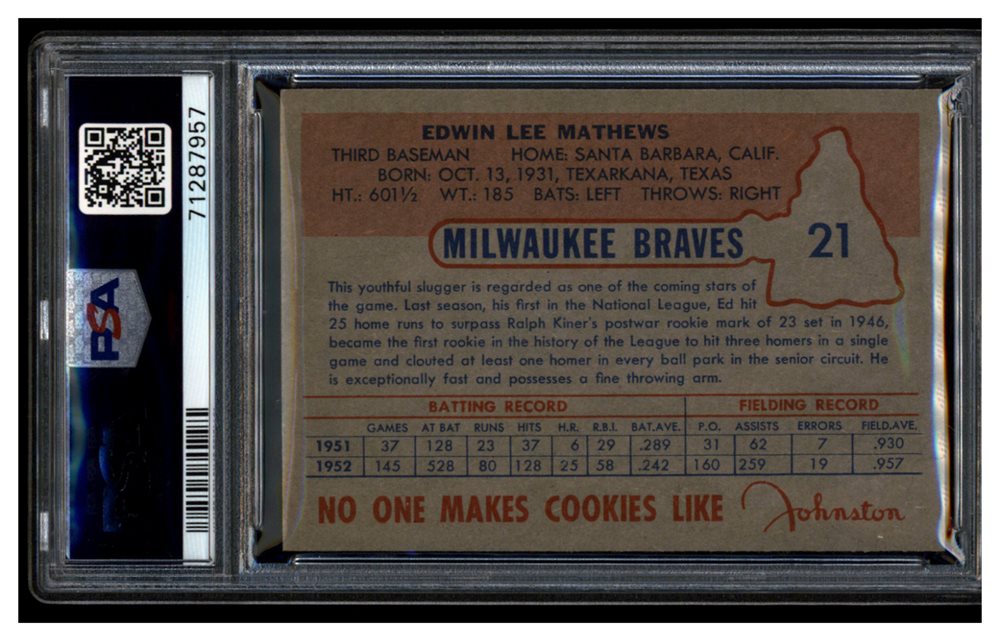 71287957
PSA
EDWIN LEE MATHEWS
THIRD BASEMAN HOME: SANTA BARBARA, CALIF.
BORN: OCT. 13, 1931, TEXARKANA, TEXAS
HT.: 601½ WT.: 185 BATS: LEFT THROWS: RIGHT
MILWAUKEE BRAVES 21
This youthful slugger is regarded as one of the coming stars of
the game. Last season, his first in the National League, Ed hit
25 home runs to surpass Ralph Kiner's postwar rookie mark of 23 set in 1946,
became the first rookie in the history of the League to hit three homers in a single
game and clouted at least one homer in every ball park in the senior circuit. He
is exceptionally fast and possesses a fine throwing arm.
BATTING RECORD FIELDING RECORD
GAMES AT BAT RUNS HITS H.R. R.B.I. BAT.AVE. P.O. ASSISTS ERRORS FIELD.AVE.
1951 37 128 23 37 6 29 .289 31 62 7 .930
1952 145 528 80 128 25 58 .242 160 259 19 .957
NO ONE MAKES COOKIES LIKE Johnston